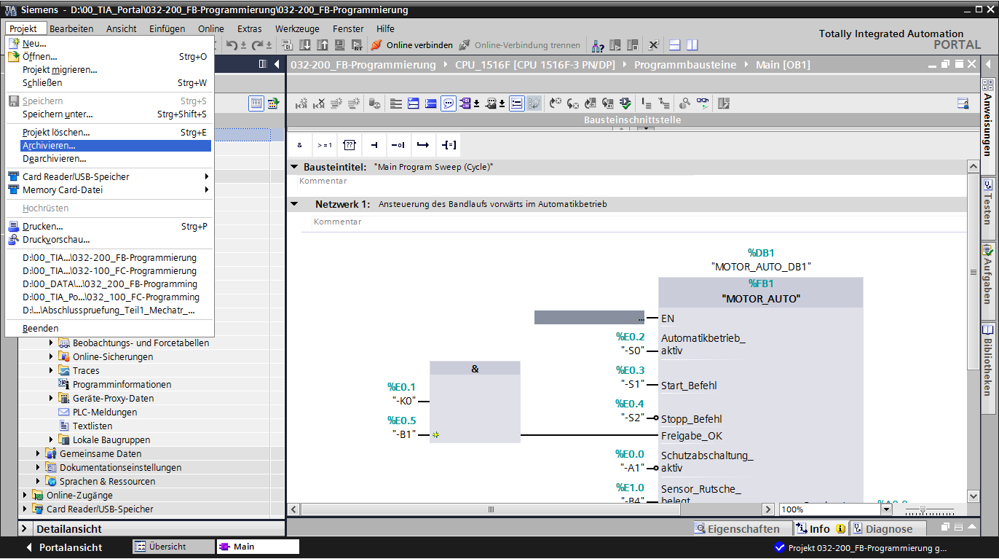 TIA V13 Siemens - D:\00_TIA_Portal\032-200_FB-Programmierung\032-200_FB-Programmierung
Projekt Bearbeiten Ansicht Einfügen Online Extras Werkzeuge Fenster Hilfe
Totally Integrated Automation
PORTAL
Online verbinden Online-Verbindung trennen
Neu...
Öffnen... Strg+O
Projekt migrieren...
Schließen Strg+W
Speichern Strg+S
Speichern unter... Strg+Shift+S
Projekt löschen... Strg+E
Archivieren...
Dearchivieren...
Card Reader/USB-Speicher
Memory Card-Datei
Hochrüsten
Drucken... Strg+P
Druckvorschau...
D:\00_TIA...\032-200_FB-Programmierung
D:\00_TIA...\032-100_FC-Programmierung
D:\00_DATA\...\032_200_FB-Programming
D:\00_TIA_Po...\032_100_FC-Programming
D:\...\Abschlusspruefung_Teil1_Mechatr_...
Beenden
Beobachtungs- und Forcetabellen
Online-Sicherungen
Traces
Programminformationen
Geräte-Proxy-Daten
PLC-Meldungen
Textlisten
Lokale Baugruppen
Gemeinsame Daten
Dokumentationseinstellungen
Sprachen & Ressourcen
Online-Zugänge
Card Reader/USB-Speicher
Detailansicht
032-200_FB-Programmierung CPU_1516F [CPU 1516F-3 PN/DP] Programmbausteine Main [OB1]
Bausteinschnittstelle
& >=1 [??] -| -o| -[=]
Bausteintitel: "Main Program Sweep (Cycle)"
Kommentar
Netzwerk 1: Ansteuerung des Bandlaufs vorwärts im Automatikbetrieb
Kommentar
%DB1
"MOTOR_AUTO_DB1"
%FB1
"MOTOR_AUTO"
... EN
%E0.2
"-S0"
Automatikbetrieb_
aktiv
%E0.3
"-S1"
Start_Befehl
%E0.4
"-S2"
Stopp_Befehl
&
%E0.1
"-K0"
%E0.5
"-B1"
Freigabe_OK
%E0.0
"-A1"
Schutzabschaltung_
aktiv
%E1.0
"-B4"
Sensor_Rutsche_
belegt
100%
Anweisungen
Testen
Aufgaben
Bibliotheken
Eigenschaften Info Diagnose
Portalansicht Übersicht Main
Projekt 032-200_FB-Programmierung g...